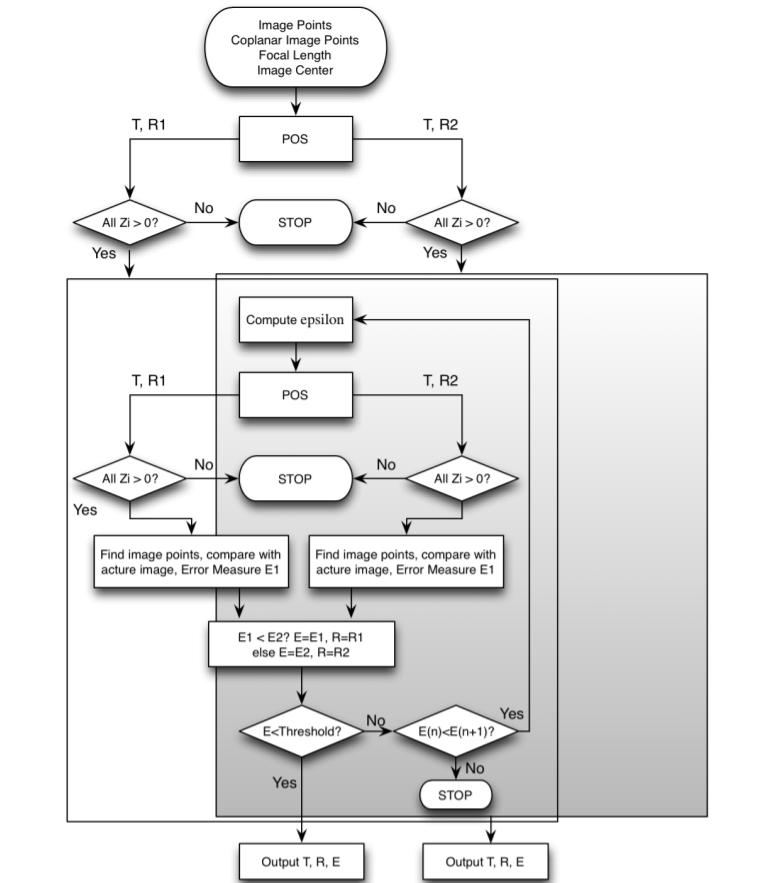 Image Points
Coplanar Image Points
Focal Length
Image Center
T, R1
POS
T, R2
All Zi > 0?
No
STOP
No
All Zi > 0?
Yes
Yes
Compute epsilon
T, R1
POS
T, R2
All Zi > 0?
No
STOP
No
All Zi > 0?
Yes
Find image points, compare with
acture image, Error Measure E1
Find image points, compare with
acture image, Error Measure E1
E1 < E2? E=E1, R=R1
else E=E2, R=R2
E<Threshold?
No
E(n)<E(n+1)?
Yes
Yes
No
STOP
Output T, R, E
Output T, R, E